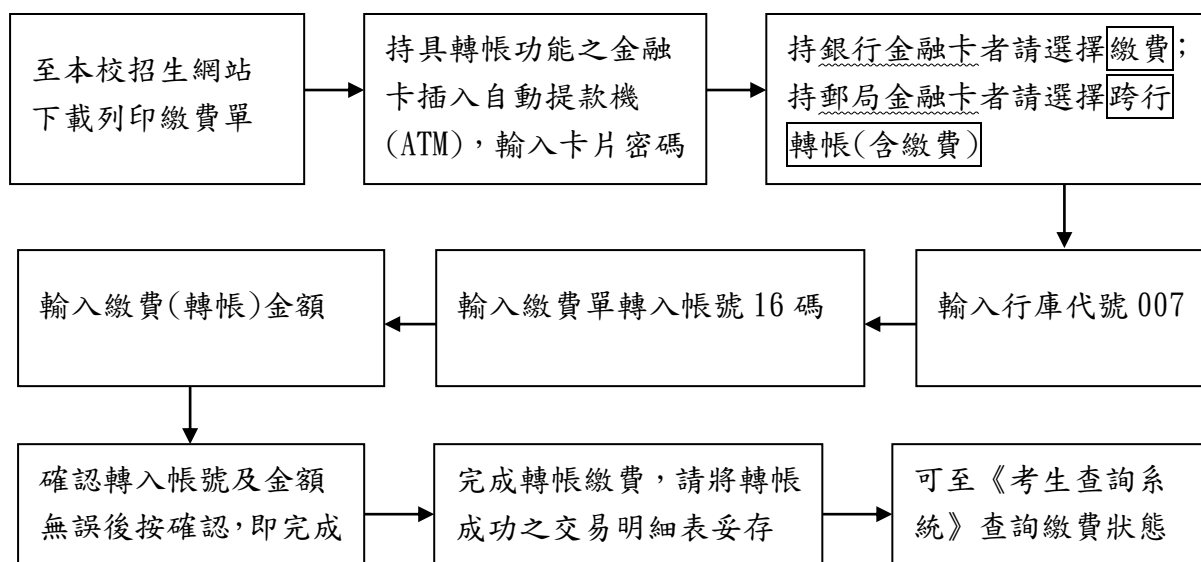 至本校招生網站
下載列印繳費單
持具轉帳功能之金融
卡插入自動提款機
(ATM)，輸入卡片密碼
持銀行金融卡者請選擇繳費；
持郵局金融卡者請選擇跨行
轉帳(含繳費)
輸入行庫代號 007
輸入繳費單轉入帳號 16 碼
輸入繳費(轉帳)金額
確認轉入帳號及金額
無誤後按確認，即完成
完成轉帳繳費，請將轉帳
成功之交易明細表妥存
可至《考生查詢系
統》查詢繳費狀態